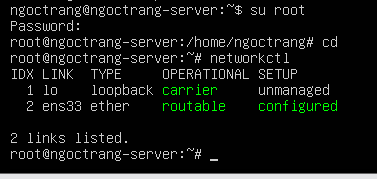 ngoctrang@ngoctrang-server:~$ su root
Password:
root@ngoctrang-server:/home/ngoctrang# cd
root@ngoctrang-server:~# networkctl
IDX LINK  TYPE     OPERATIONAL SETUP
  1 lo    loopback carrier     unmanaged
  2 ens33 ether    routable    configured
2 links listed.
root@ngoctrang-server:~# _